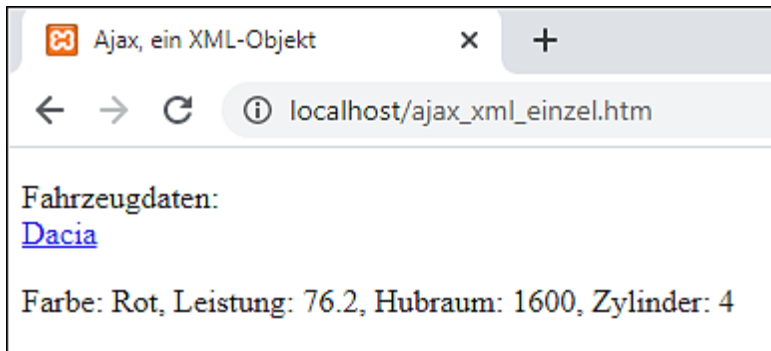 Ajax, ein XML-Objekt
localhost/ajax_xml_einzel.htm
Fahrzeugdaten:
Dacia
Farbe: Rot, Leistung: 76.2, Hubraum: 1600, Zylinder: 4